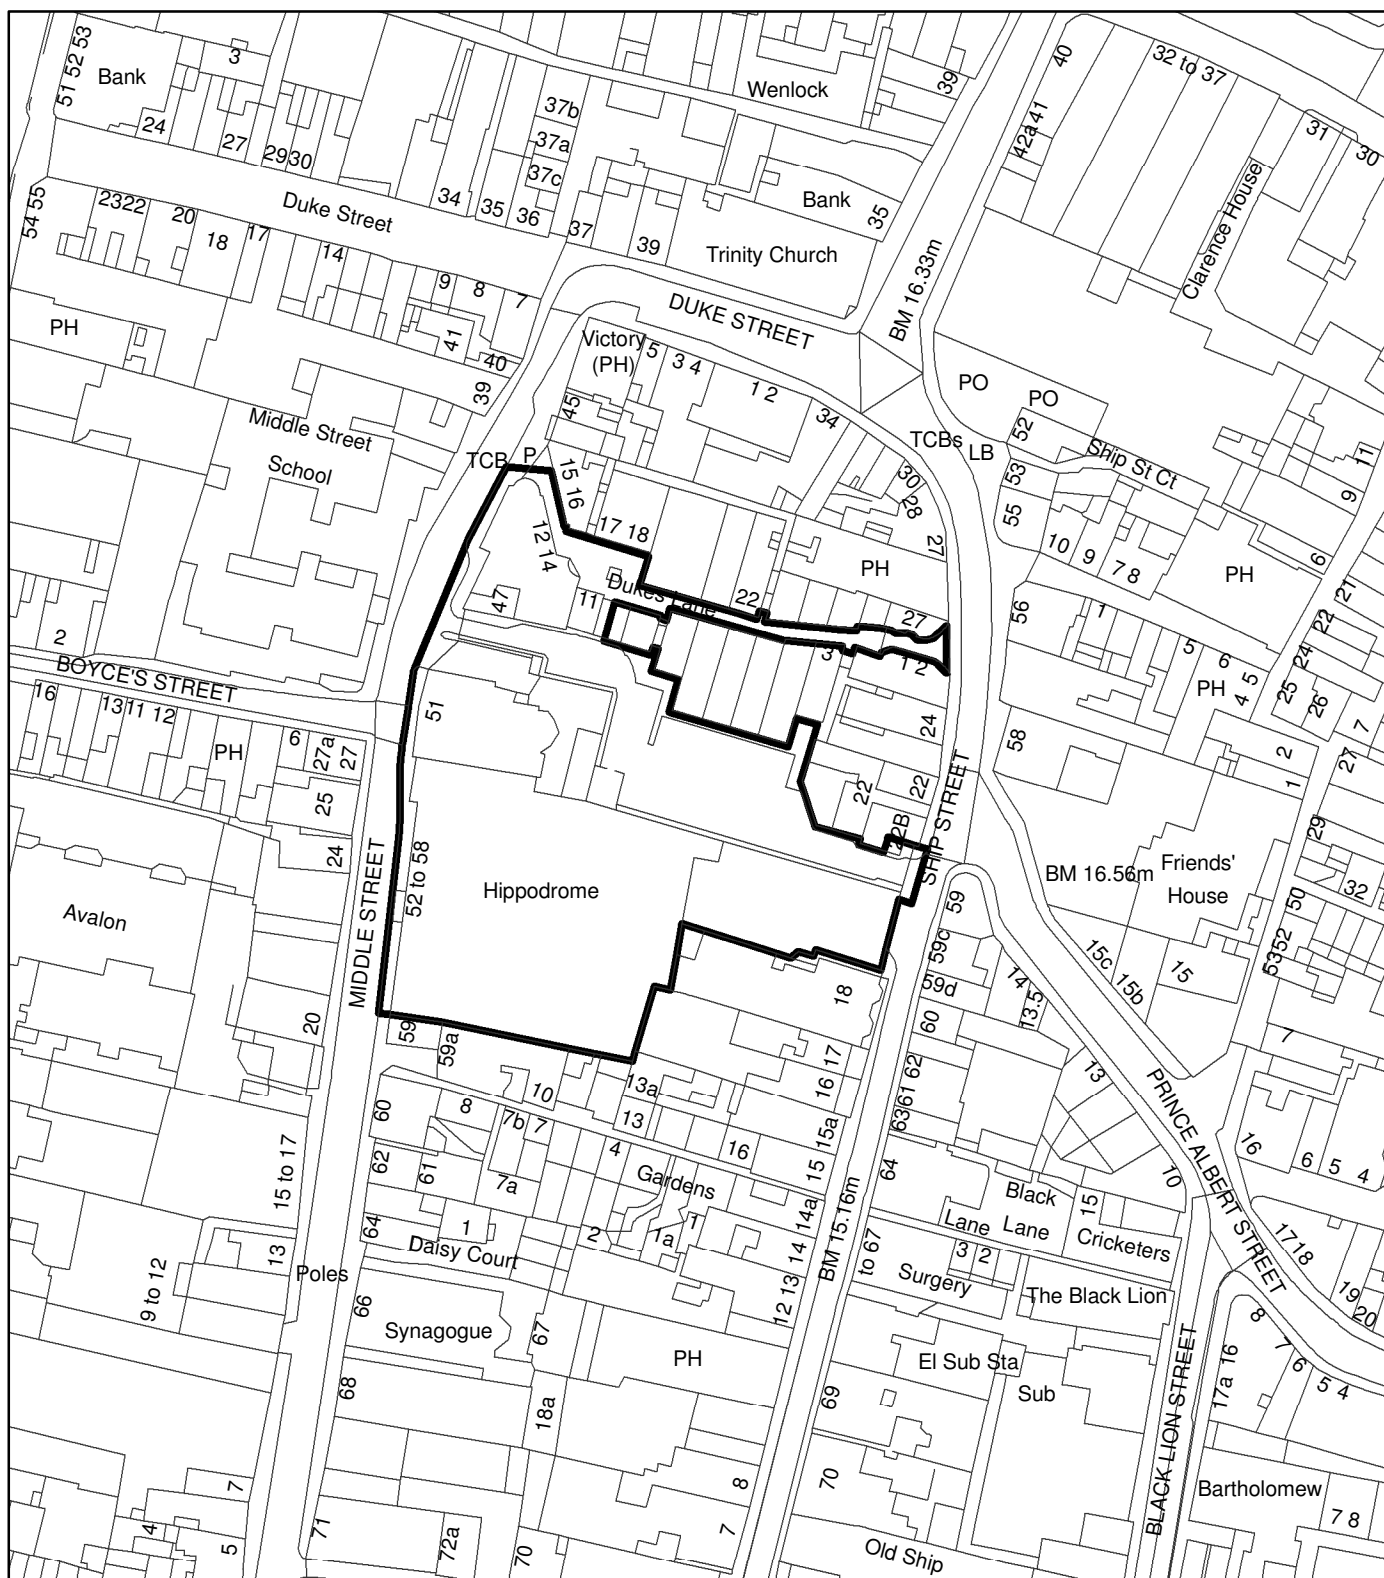 51 52 53
Bank
3
24
27
29
30
34
35
36
37b
37a
37c
37
39
Wenlock
39
Bank
35
Trinity Church
40
32 to 37
42a 41
31
30
Clarence House
54 55
23
22
20
18
17
Duke Street
14
9
8
7
41
40
39
PH
DUKE STREET
BM 16.33m
Victory
(PH)
5
3 4
1 2
34
45
PO
PO
52
TCBs
LB
Ship St Ct
53
55
11
9
6
Middle Street
School
TCB
P
15 16
12 14
17 18
30
28
27
PH
10
9
7 8
PH
47
11
Dukes Lane
22
27
3
1 2
56
1
5
6
PH
4 5
21
22
24
25
26
7
27
2
1
2
BOYCE'S STREET
16
13
11
12
PH
6
27a
27
25
24
51
24
22
22
22B
58
SHIP STREET
52 to 58
Hippodrome
MIDDLE STREET
Avalon
20
BM 16.56m
Friends'
House
29
32
50
53 52
59
59c
59d
60
14
13.5
15c
15b
15
7
18
17
16
59
59a
13a
13
10
8
7b
7
60
62
61
7a
4
Gardens
16
15a
15
14a
14
12 13
63 61 62
64
to 67
BM 15.16m
13
10
PRINCE ALBERT STREET
16
6
5
4
17 18
19
20
Black
Lane
Lane
15
Cricketers
3
2
Surgery
The Black Lion
15 to 17
13
9 to 12
Poles
64
1
Daisy Court
2
1a
1
66
Synagogue
67
PH
68
18a
69
El Sub Sta
Sub
70
BLACK LION STREET
17a 16
8
7
6
5 4
Bartholomew
7 8
7
4
5
71
72a
70
8
7
Old Ship